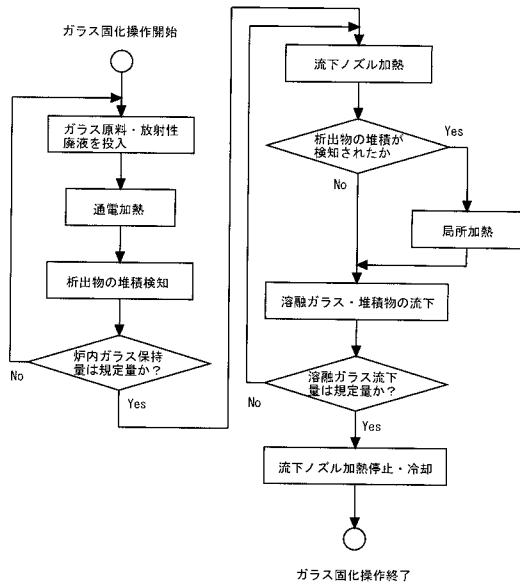 ガラス固化操作開始
ガラス原料・放射性
廃液を投入
通電加熱
析出物の堆積検知
炉内ガラス保持
量は規定量か？
No
Yes
流下ノズル加熱
析出物の堆積が
検知されたか
Yes
No
局所加熱
溶融ガラス・堆積物の流下
溶融ガラス流下
量は規定量か？
No
Yes
流下ノズル加熱停止・冷却
ガラス固化操作終了